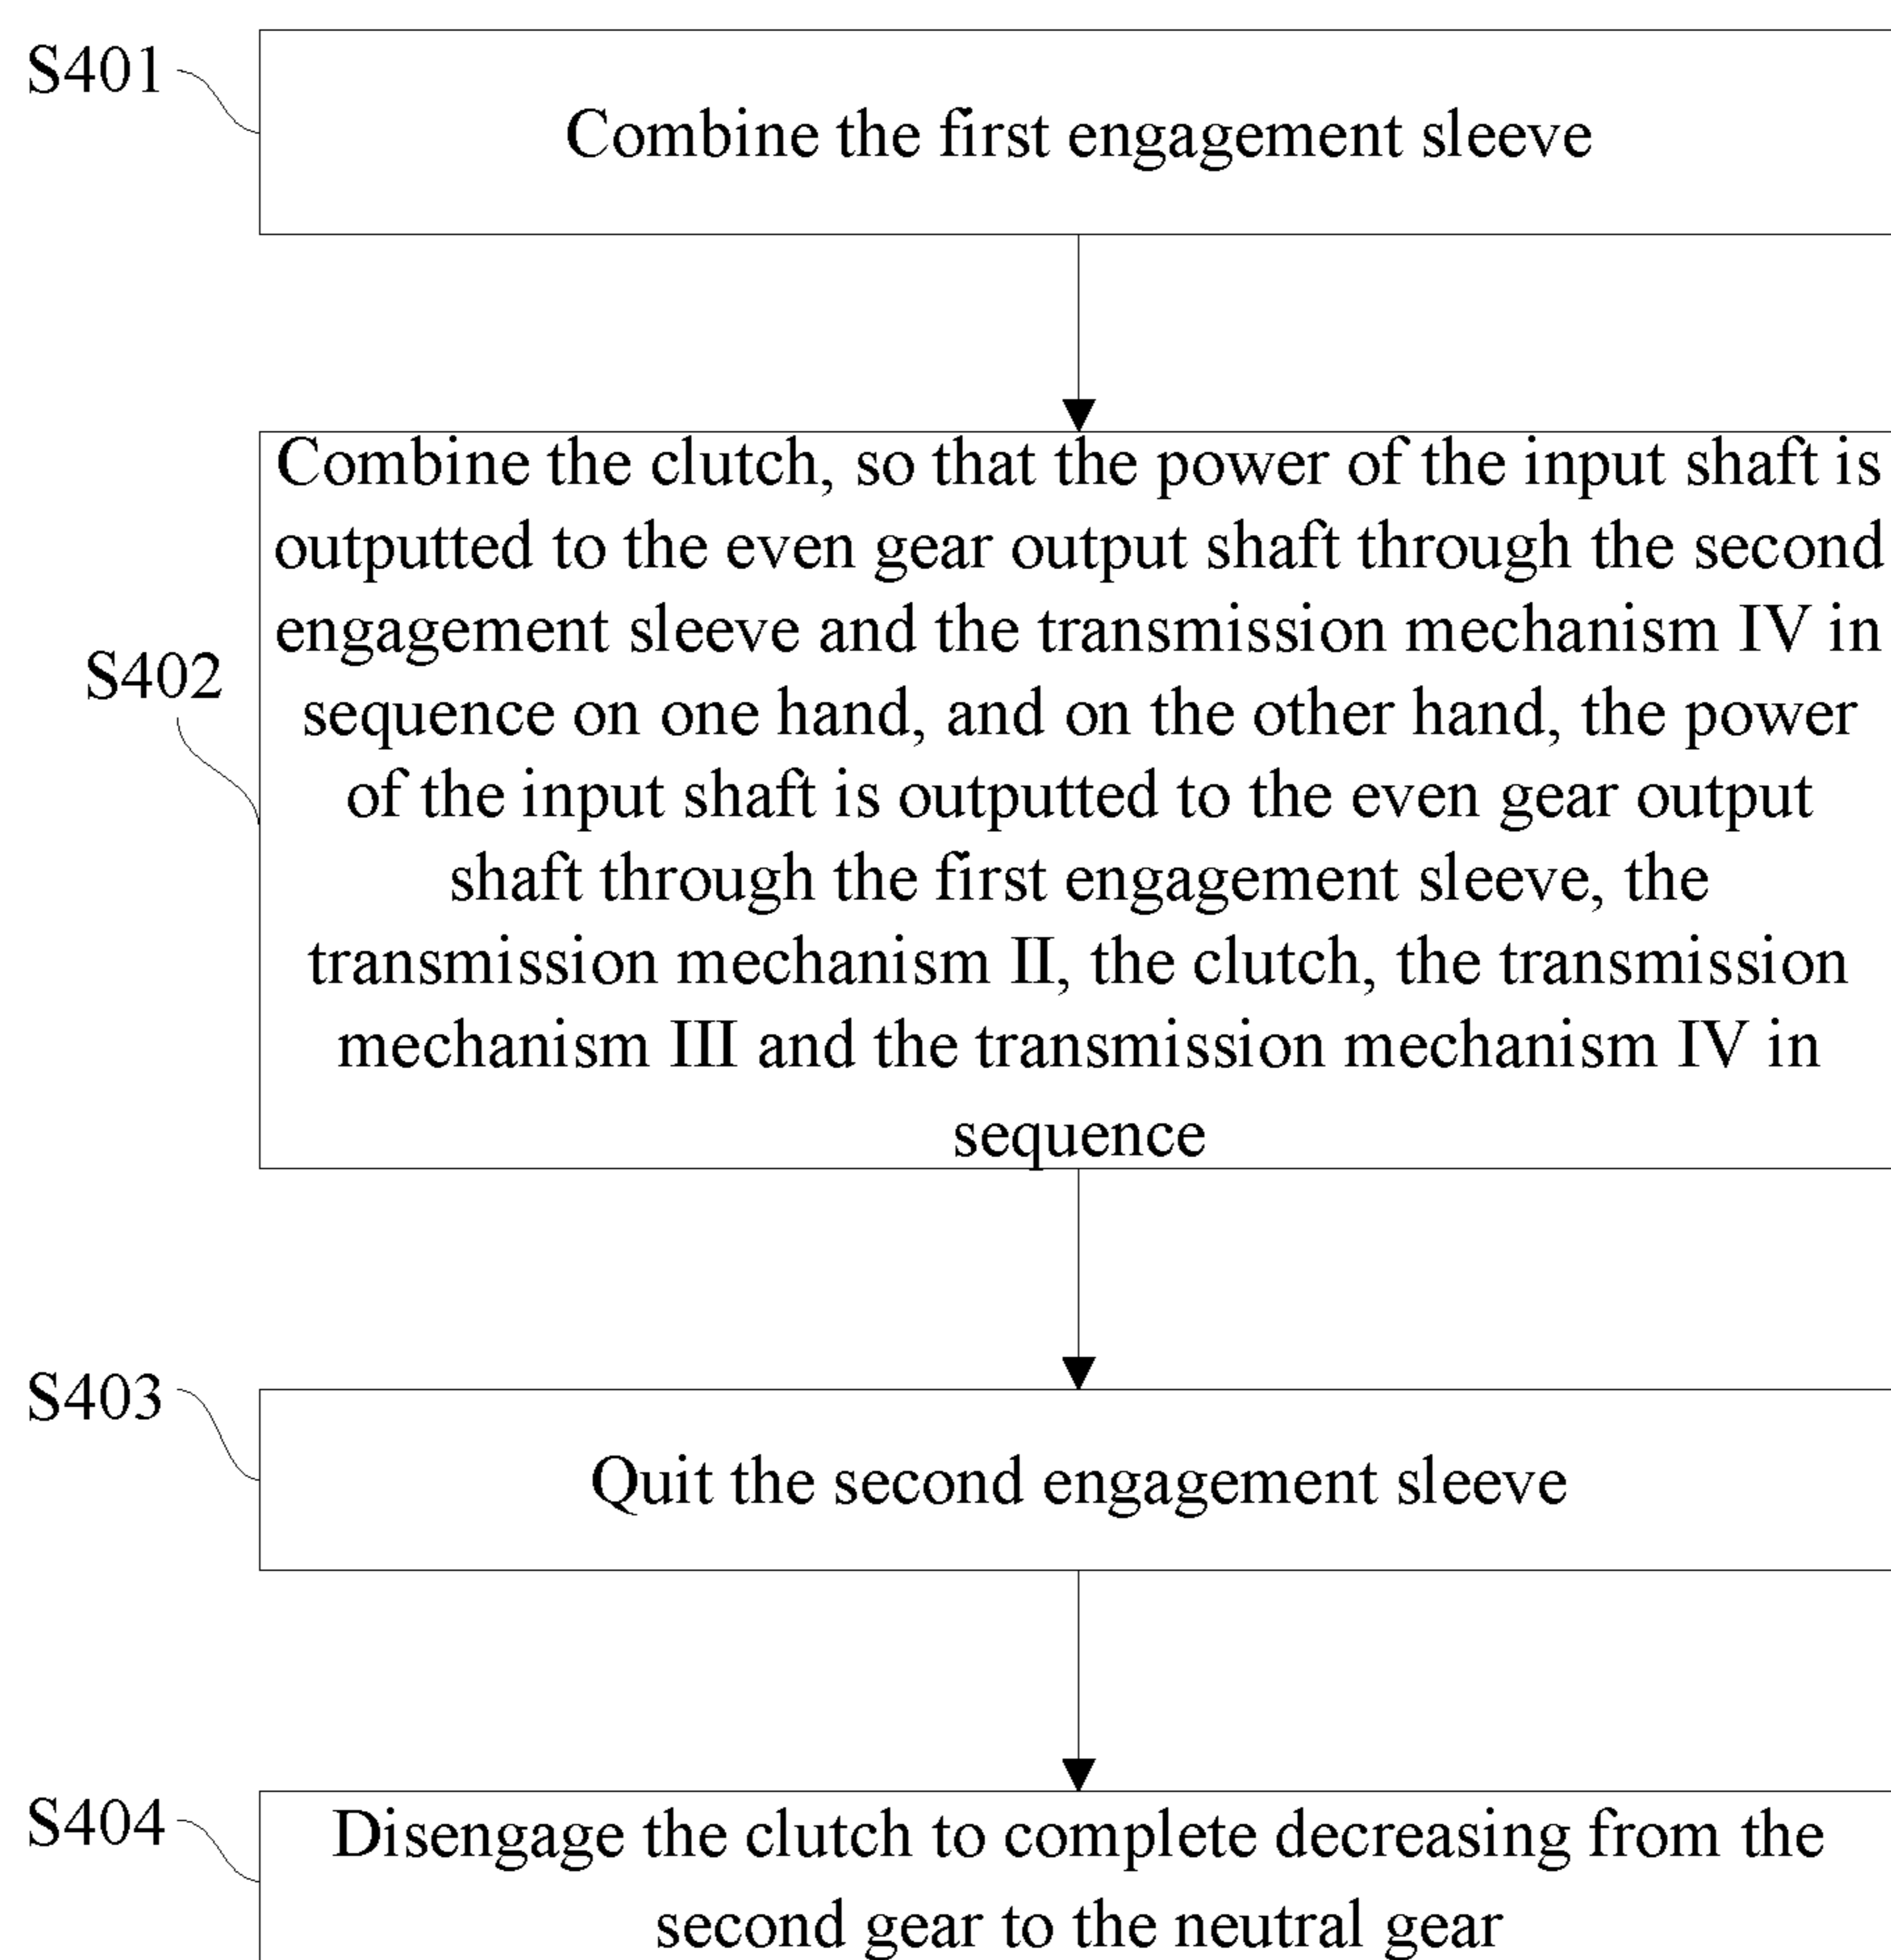 S401
Combine the first engagement sleeve
S402
Combine the clutch, so that the power of the input shaft is
outputted to the even gear output shaft through the second
engagement sleeve and the transmission mechanism IV in
sequence on one hand, and on the other hand, the power
of the input shaft is outputted to the even gear output
shaft through the first engagement sleeve, the
transmission mechanism II, the clutch, the transmission
mechanism III and the transmission mechanism IV in
sequence
S403
Quit the second engagement sleeve
S404
Disengage the clutch to complete decreasing from the
second gear to the neutral gear